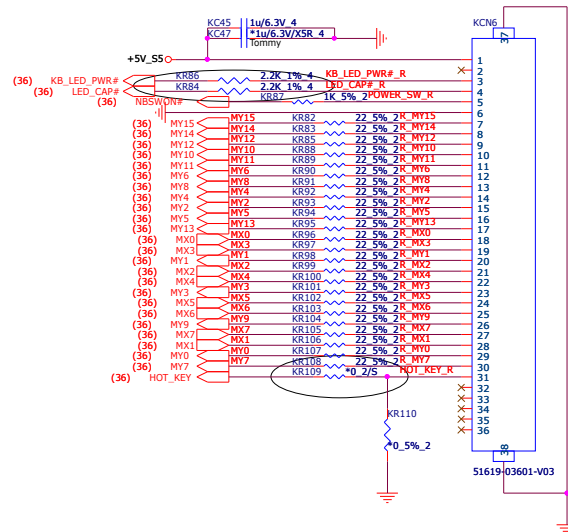 KC45 1u/6.3V_4 KCN6
KC47 *1u/6.3V/X5R_4 37
Tommy
+5V_S5 1
2
(36) KB_LED_PWR# KR86 2.2K_1%_4 KB_LED_PWR#_R 3
(36) LED_CAP# KR84 2.2K_1%_4 LED_CAP#_R 4
(36) NBSWON# KR87 1K_5%_2 POWER_SW_R 5
6
(36) MY15 MY15 KR82 22_5%_2 R_MY15 7
(36) MY14 MY14 KR83 22_5%_2 R_MY14 8
(36) MY12 MY12 KR85 22_5%_2 R_MY12 9
(36) MY10 MY10 KR88 22_5%_2 R_MY10 10
(36) MY11 MY11 KR89 22_5%_2 R_MY11 11
(36) MY6 MY6 KR90 22_5%_2 R_MY6 12
(36) MY8 MY8 KR91 22_5%_2 R_MY8 13
(36) MY4 MY4 KR92 22_5%_2 R_MY4 14
(36) MY2 MY2 KR93 22_5%_2 R_MY2 15
(36) MY5 MY5 KR94 22_5%_2 R_MY5 16
(36) MY13 MY13 KR95 22_5%_2 R_MY13 17
(36) MX0 MX0 KR96 22_5%_2 R_MX0 18
(36) MX3 MX3 KR97 22_5%_2 R_MX3 19
(36) MY1 MY1 KR98 22_5%_2 R_MY1 20
(36) MX2 MX2 KR99 22_5%_2 R_MX2 21
(36) MX4 MX4 KR100 22_5%_2 R_MX4 22
(36) MY3 MY3 KR101 22_5%_2 R_MY3 23
(36) MX5 MX5 KR102 22_5%_2 R_MX5 24
(36) MX6 MX6 KR103 22_5%_2 R_MX6 25
(36) MY9 MY9 KR104 22_5%_2 R_MY9 26
(36) MX7 MX7 KR105 22_5%_2 R_MX7 27
(36) MX1 MX1 KR106 22_5%_2 R_MX1 28
(36) MY0 MY0 KR107 22_5%_2 R_MY0 29
(36) MY7 MY7 KR108 22_5%_2 R_MY7 30
(36) HOT_KEY KR109 *0_2/S HOT_KEY_R 31
32
33
34
35
36
KR110
*0_5%_2
38
51619-03601-V03